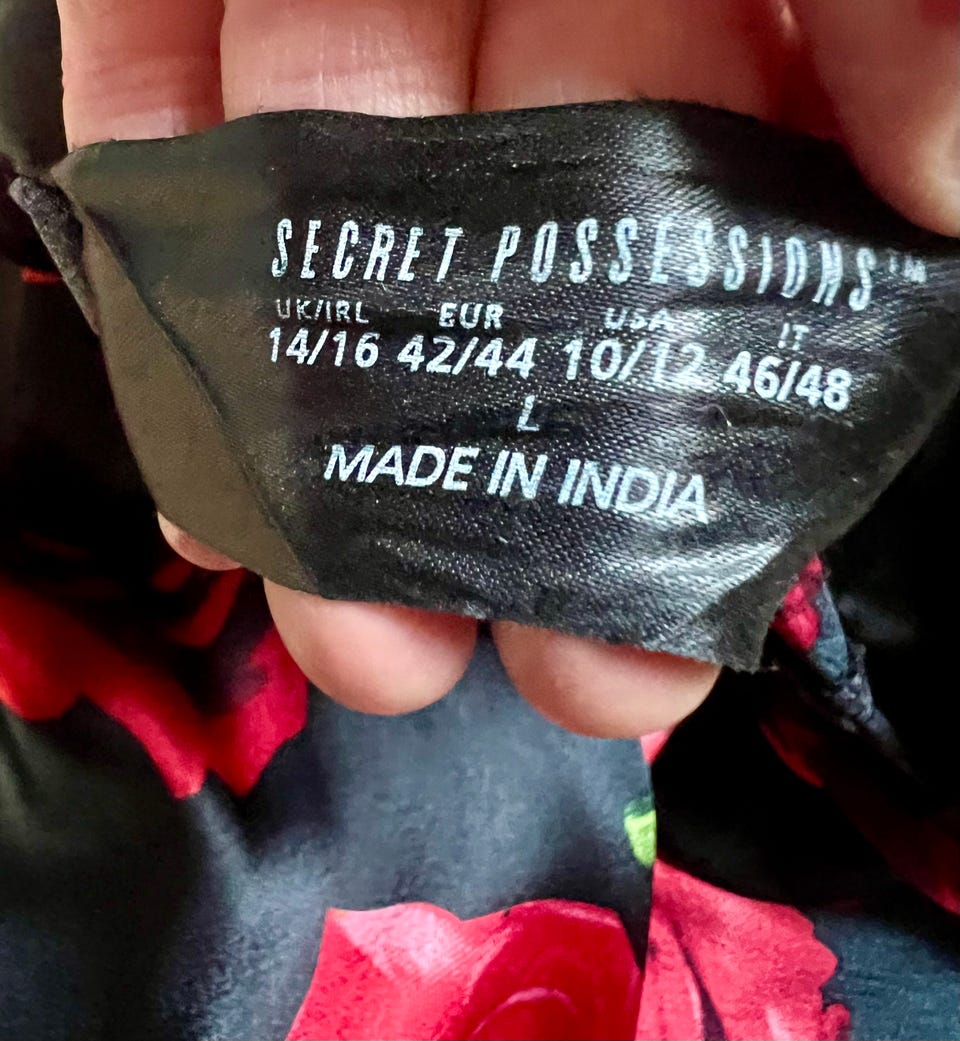 SECRET POSSESSIONS™
UK/IRL EUR USA IT
14/16 42/44 10/12 46/48
L
MADE IN INDIA